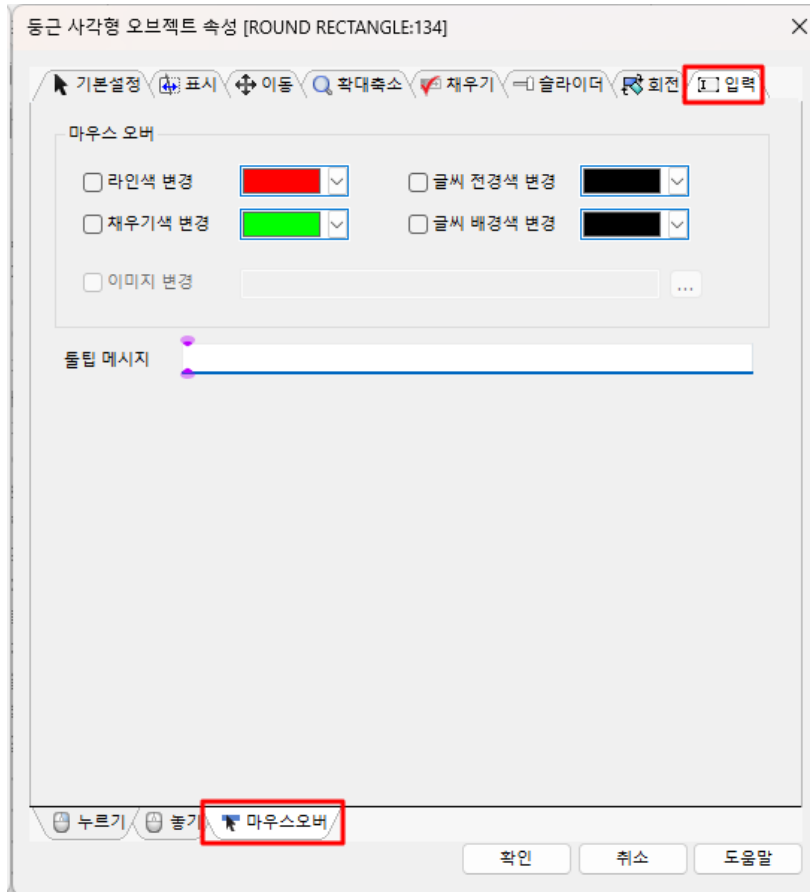 둥근 사각형 오브젝트 속성 [ROUND RECTANGLE:134]
기본설정 표시 이동 확대축소 채우기 슬라이더 회전 입력
마우스 오버
라인색 변경 글씨 전경색 변경
채우기색 변경 글씨 배경색 변경
이미지 변경 ...
툴팁 메시지
누르기 놓기 마우스오버
확인 취소 도움말